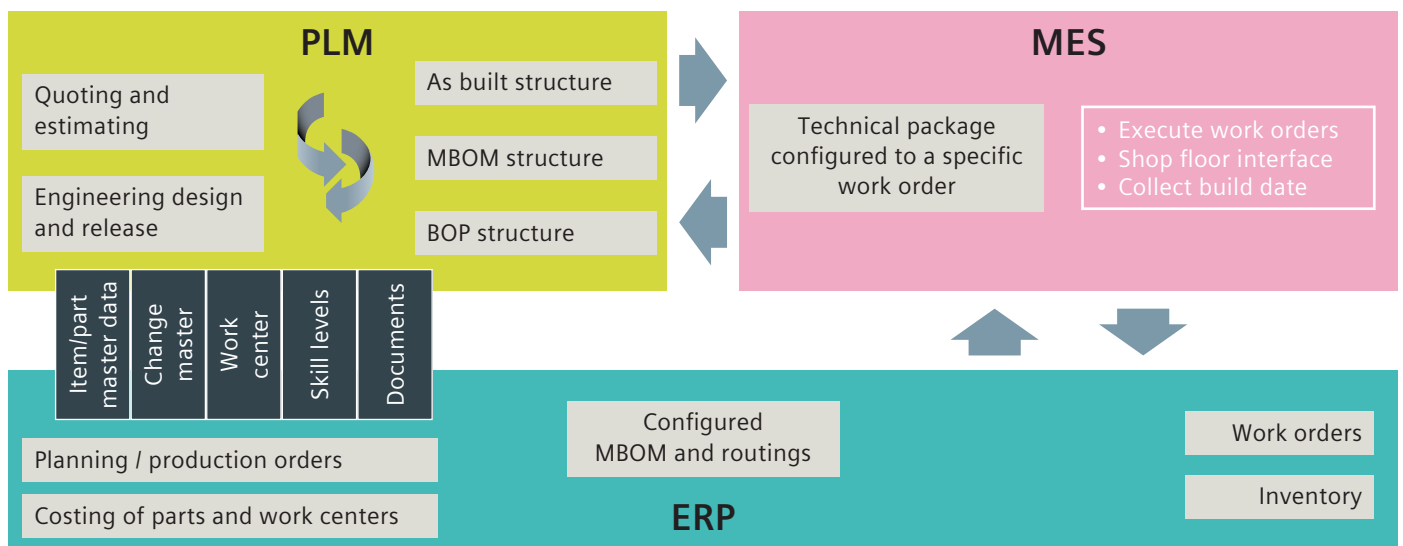 PLM
Quoting and
estimating
Engineering design
and release
As built structure
MBOM structure
BOP structure
MES
Technical package
configured to a specific
work order
• Execute work orders
• Shop floor interface
• Collect build date
Item/part
master data
Change
master
Work
center
Skill levels
Documents
Planning / production orders
Costing of parts and work centers
Configured
MBOM and routings
ERP
Work orders
Inventory